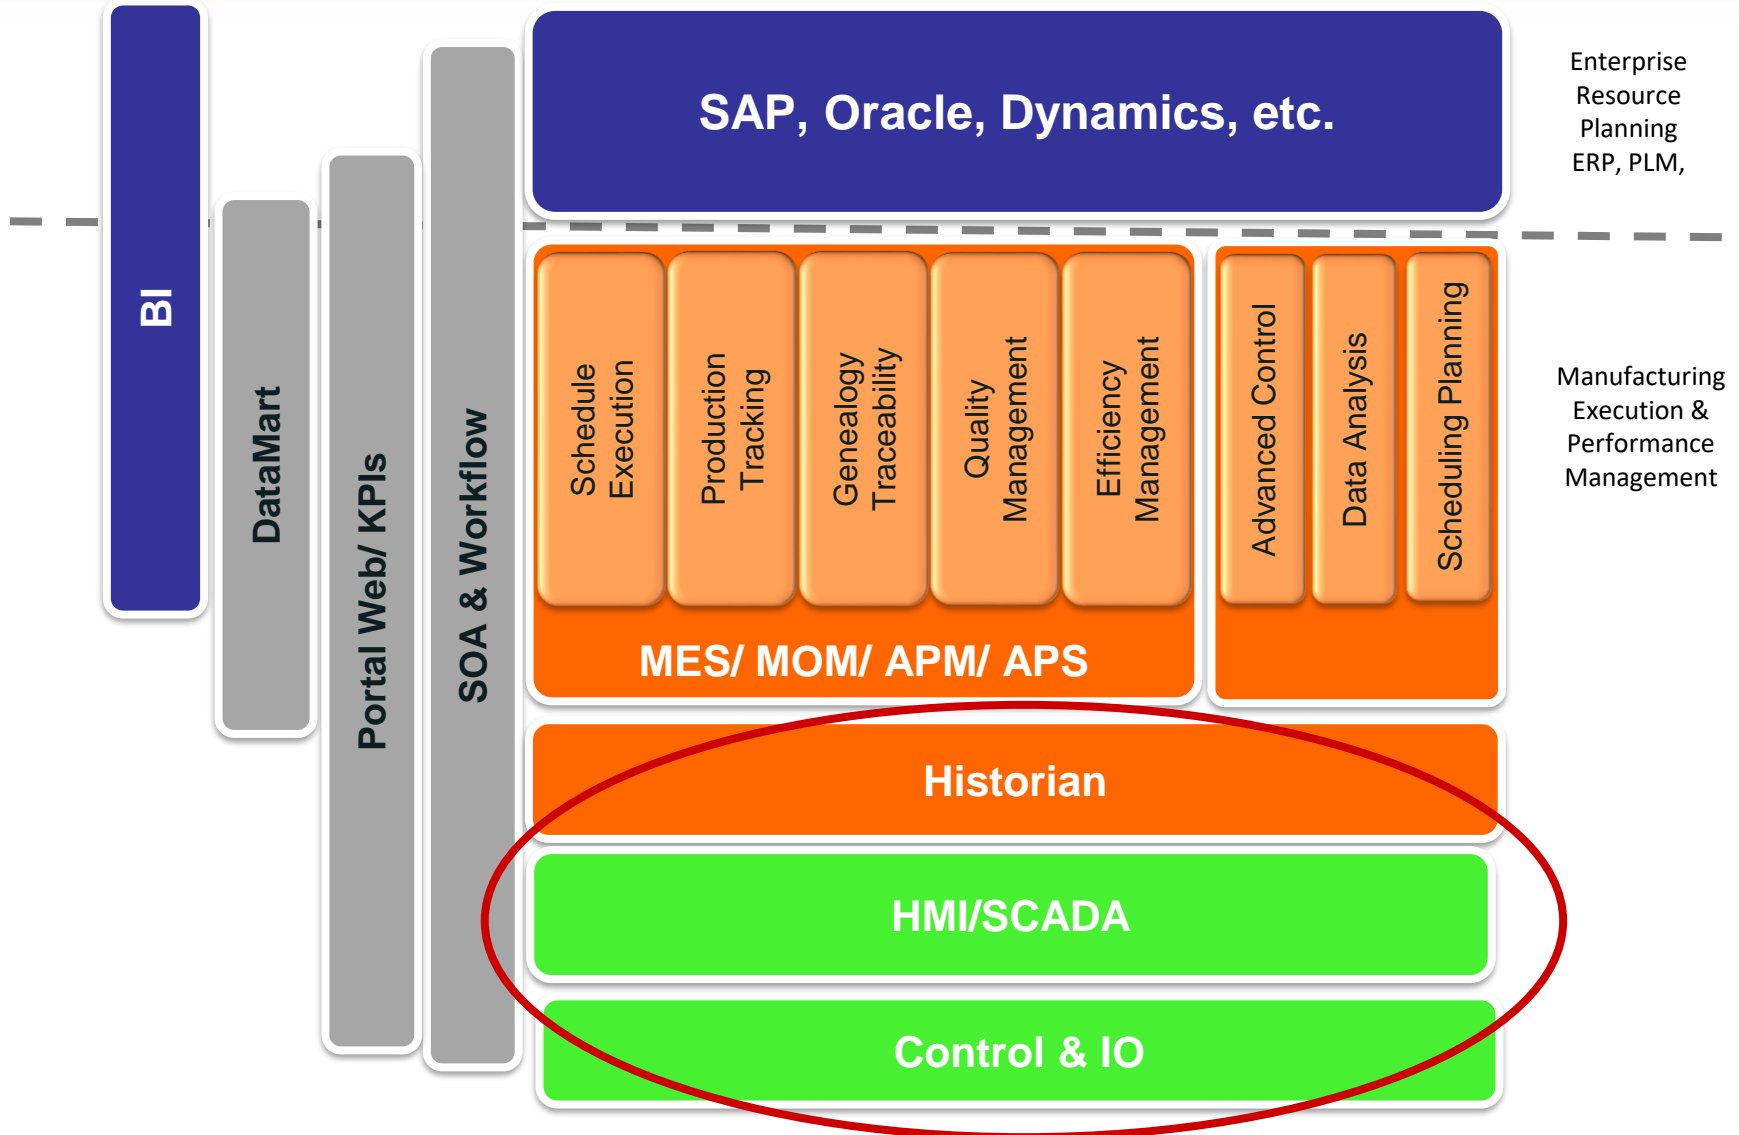 SAP, Oracle, Dynamics, etc.
Enterprise
Resource
Planning
ERP, PLM,
BI
DataMart
Portal Web/ KPIs
SOA & Workflow
Schedule
Execution
Production
Tracking
Genealogy
Traceability
Quality
Management
Efficiency
Management
Advanced Control
Data Analysis
Scheduling Planning
Manufacturing
Execution &
Performance
Management
MES/ MOM/ APM/ APS
Historian
HMI/SCADA
Control & IO